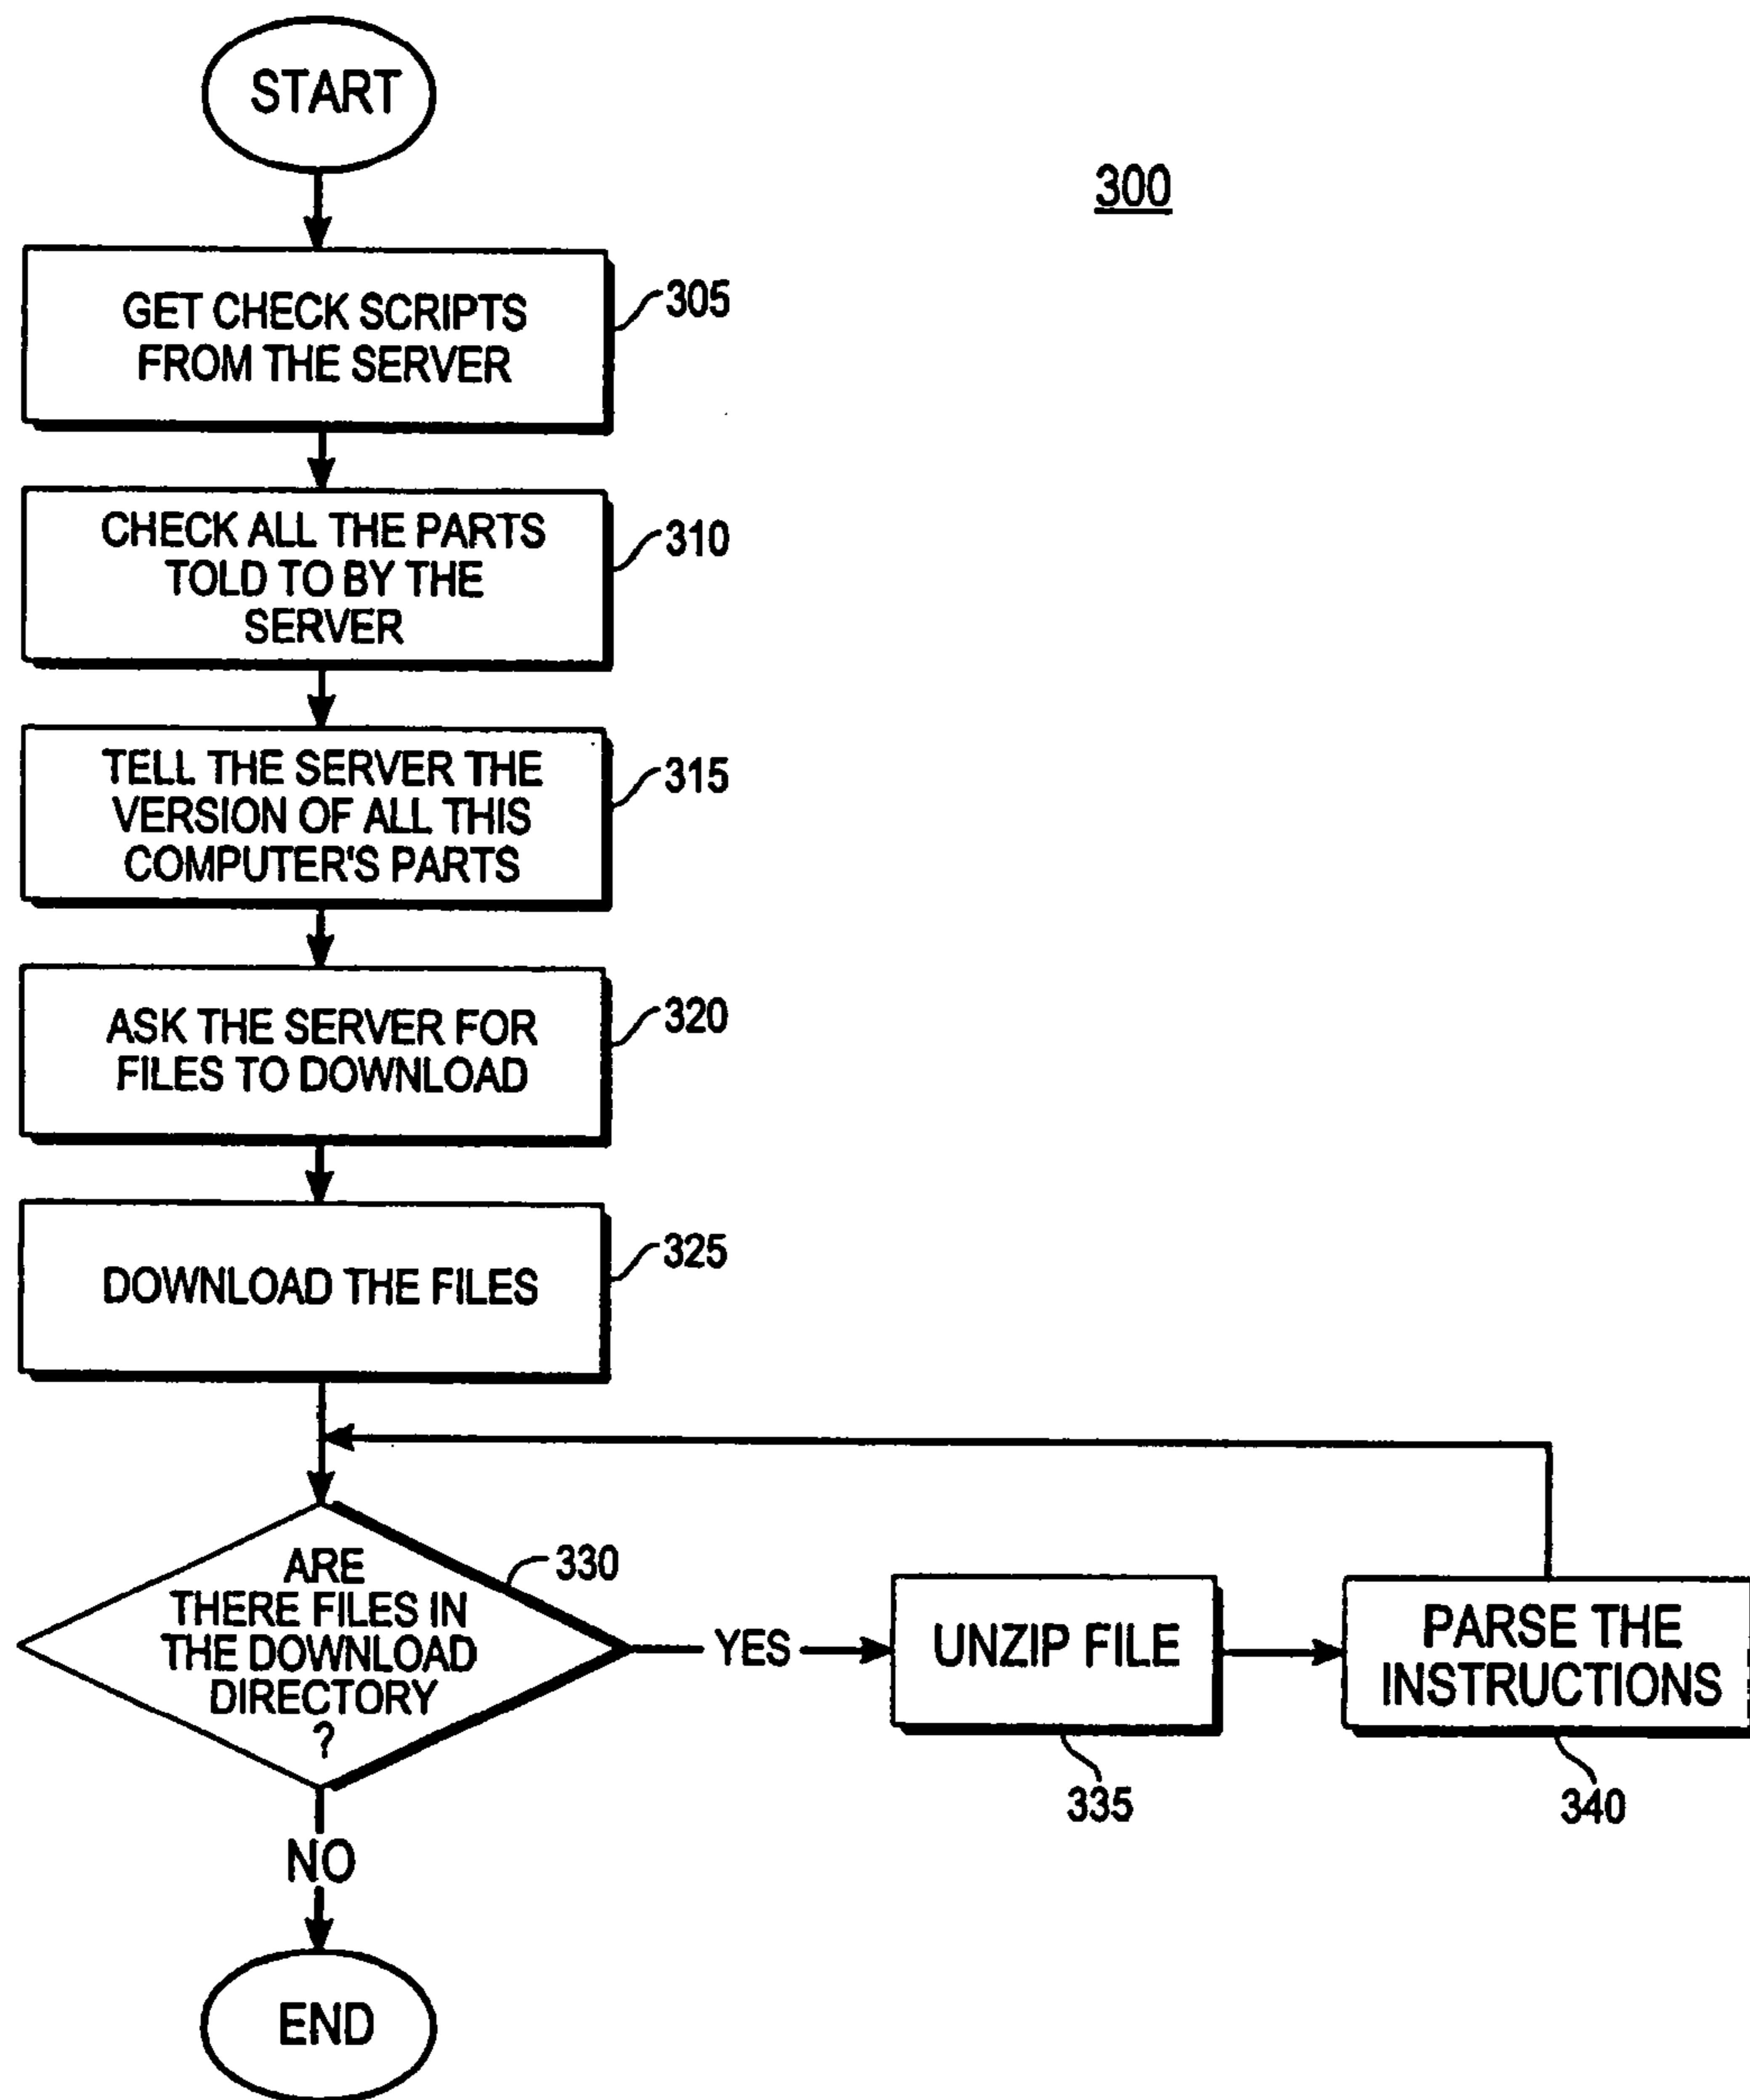 START
300
GET CHECK SCRIPTS
FROM THE SERVER
305
CHECK ALL THE PARTS
TOLD TO BY THE
SERVER
310
TELL THE SERVER THE
VERSION OF ALL THIS
COMPUTER'S PARTS
315
ASK THE SERVER FOR
FILES TO DOWNLOAD
320
DOWNLOAD THE FILES
325
ARE
THERE FILES IN
THE DOWNLOAD
DIRECTORY
?
330
YES
UNZIP FILE
335
PARSE THE
INSTRUCTIONS
340
NO
END